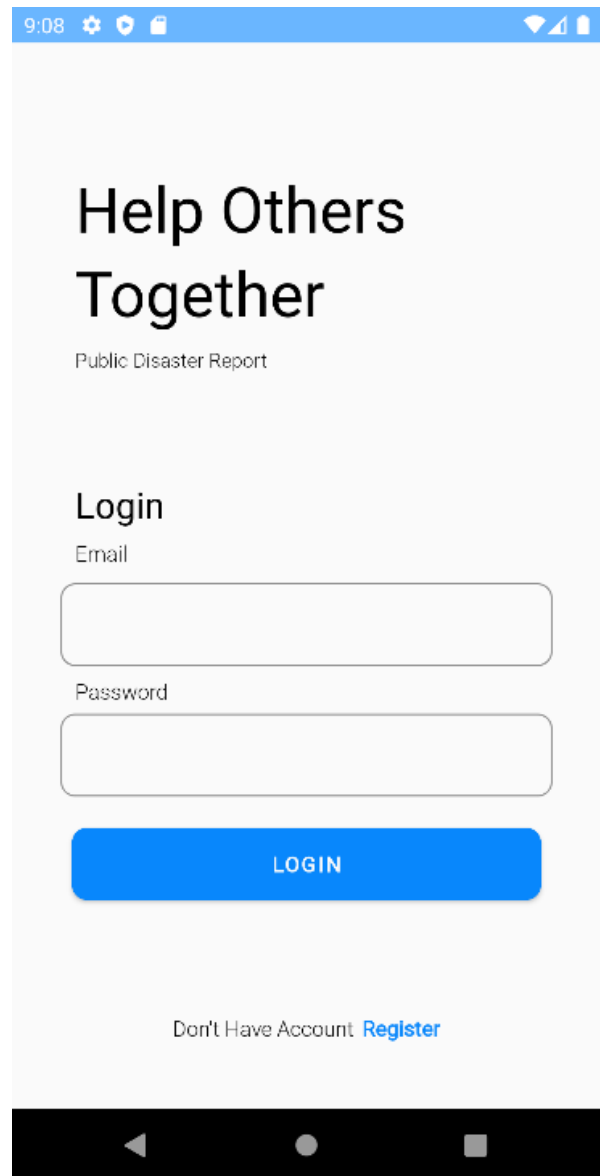 9:08
Help Others
Together
Public Disaster Report
Login
Email
Password
LOGIN
Don't Have Account Register